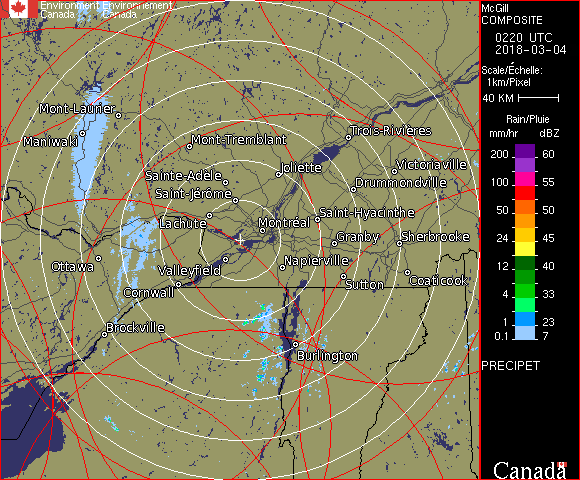 Environment Environnement
Canada Canada
McGill
COMPOSITE
0220 UTC
2018-03-04
Scale/Échelle:
1km/Pixel
40 KM
Rain/Pluie
mm/hr dBZ
200 60
100 55
50 50
24 45
12 40
4 33
1 23
0.1 7
PRECIPET
Mont-Laurier
Maniwaki
Mont-Tremblant
Trois-Rivières
Sainte-Adèle
Joliette
Victoriaville
Saint-Jérôme
Drummondville
Lachute
Montréal
Saint-Hyacinthe
Granby
Sherbrooke
Ottawa
Valleyfield
Napierville
Cornwall
Sutton
Coaticook
Brockville
Burlington
Canada